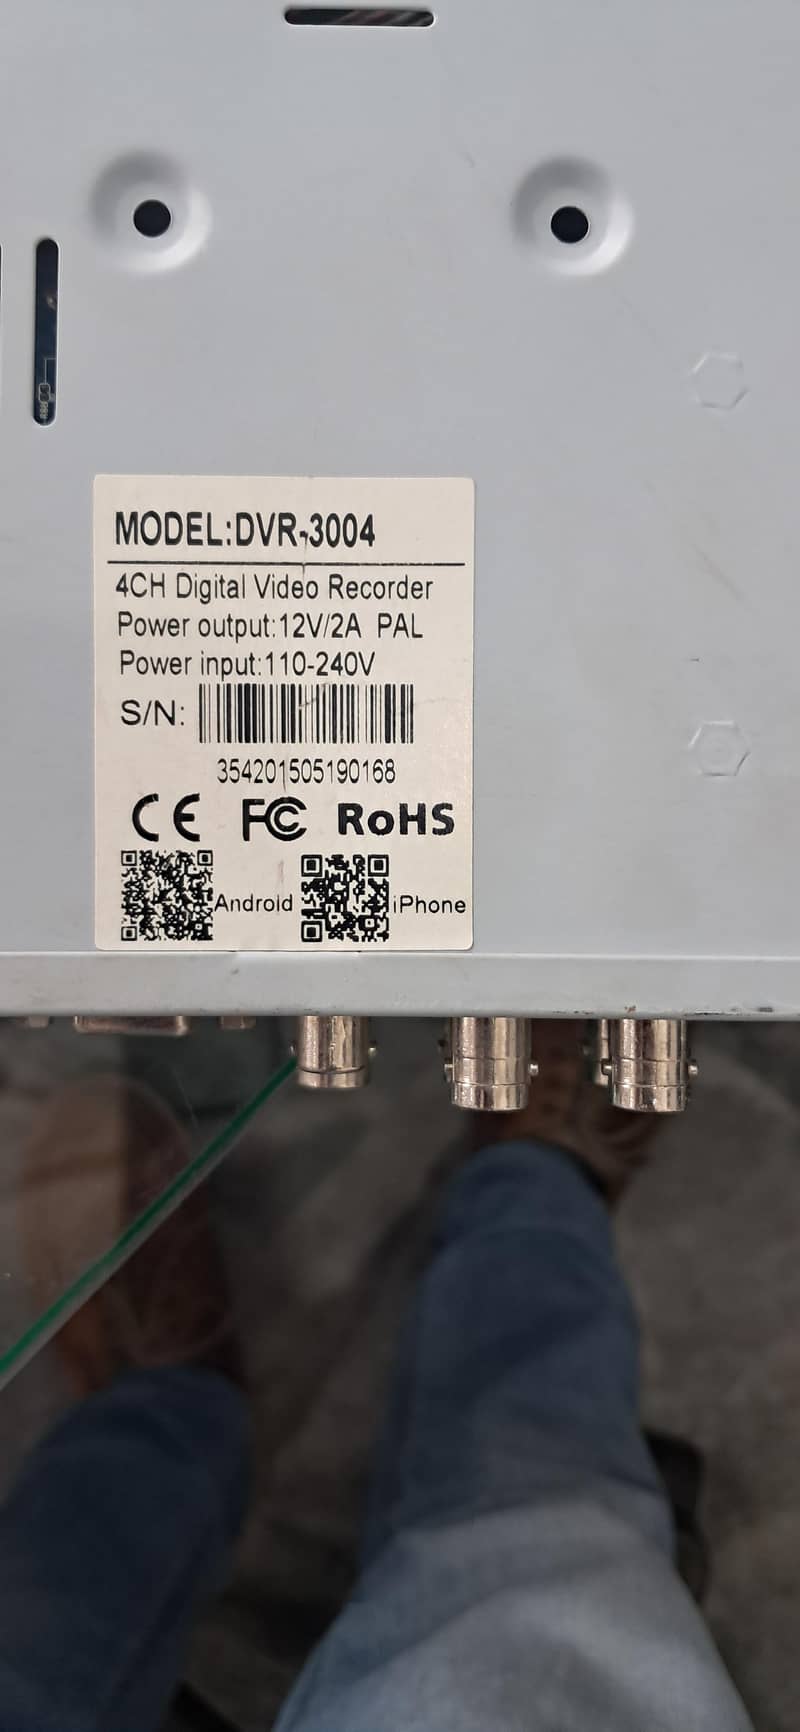 MODEL:DVR-3004
4CH Digital Video Recorder
Power output:12V/2A PAL
Power input:110-240V
S/N:
354201505190168
CE FC RoHS
Android iPhone